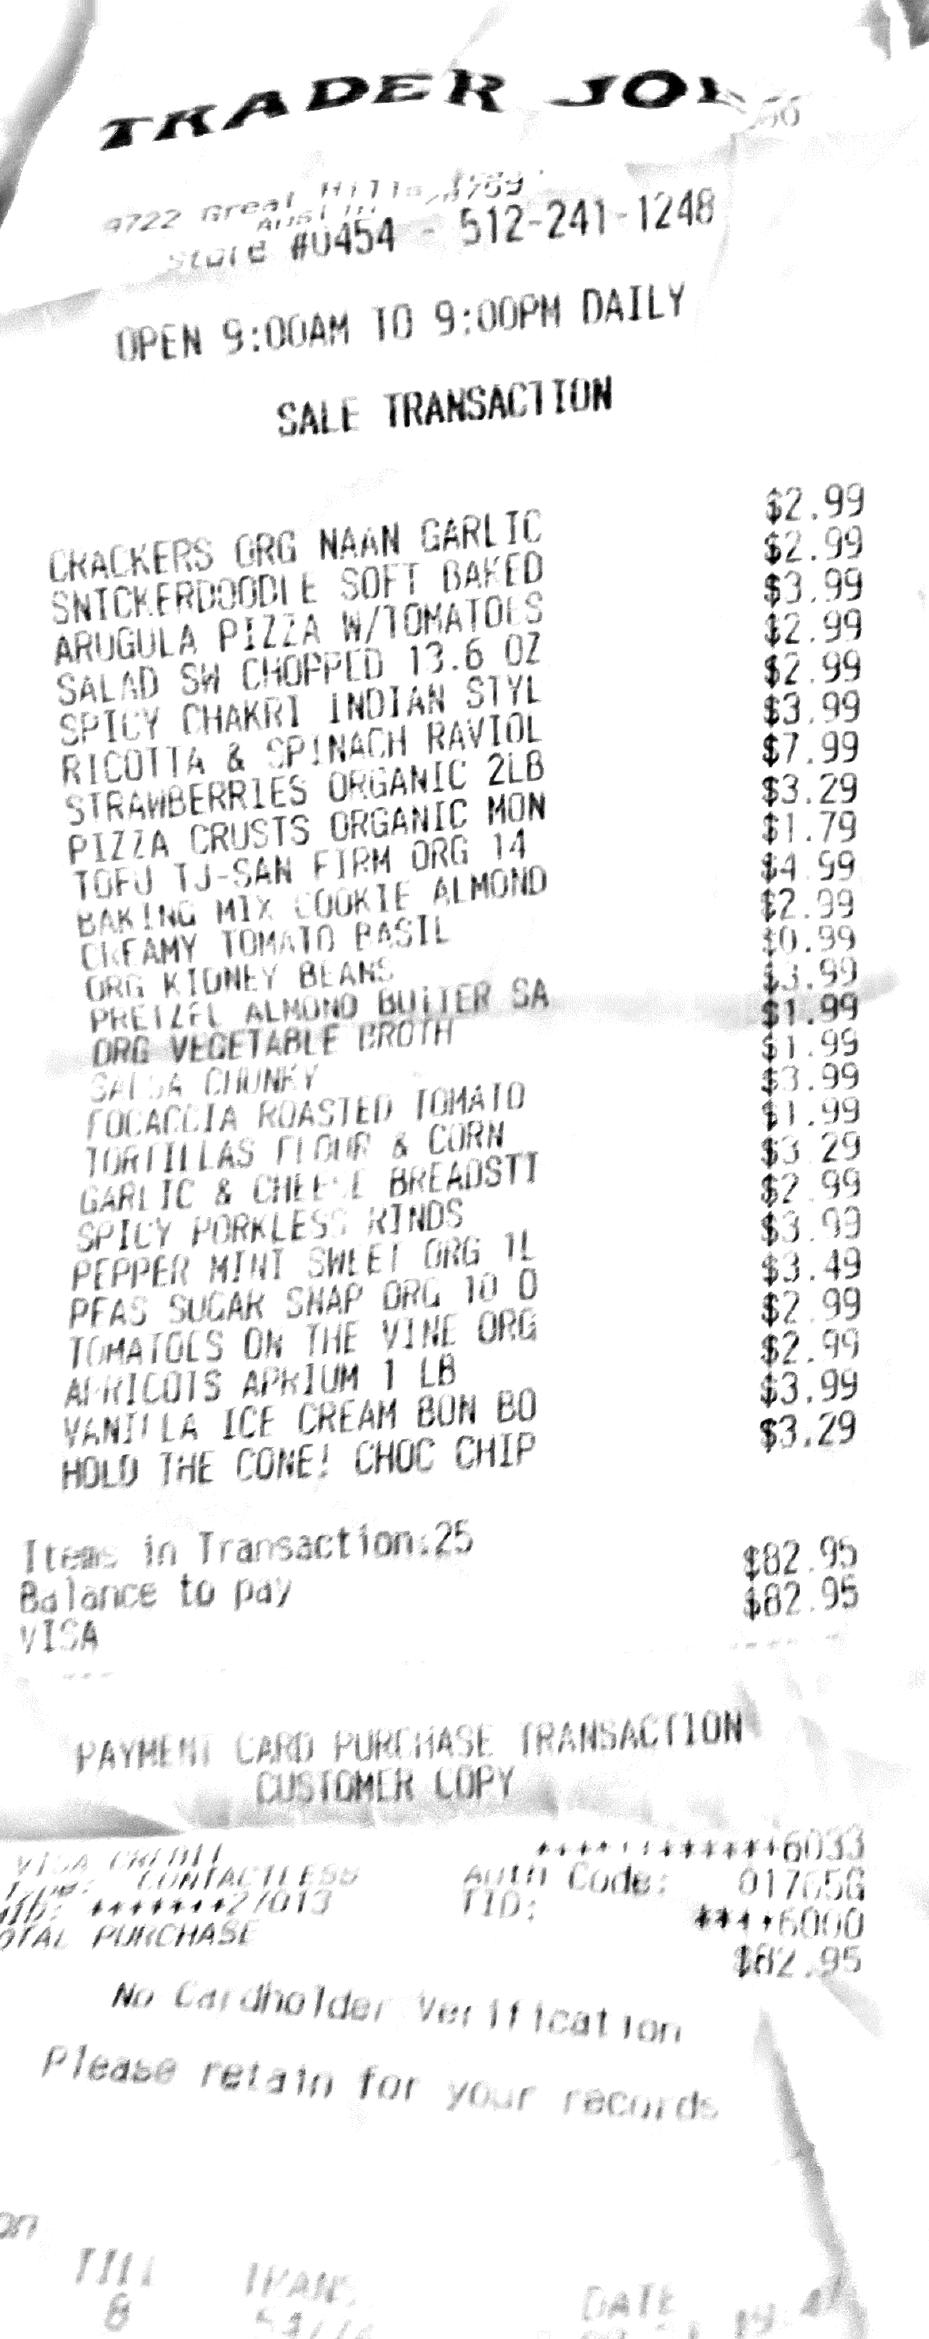 TRADER JOE
9722 Great Hills
Austin
Store #0454 - 512-241-1248
OPEN 9:00AM TO 9:00PM DAILY
SALE TRANSACTION
CRACKERS ORG NAAN GARLIC $2.99
SNICKERDOODLE SOFT BAKED $2.99
ARUGULA PIZZA W/TOMATOES $3.99
SALAD SW CHOPPED 13.6 OZ $2.99
SPICY CHAKRI INDIAN STYL $2.99
RICOTTA & SPINACH RAVIOL $3.99
STRAWBERRIES ORGANIC 2LB $7.99
PIZZA CRUSTS ORGANIC MON $3.29
TOFU TJ-SAN FIRM ORG 14 $1.79
BAKING MIX COOKIE ALMOND $4.99
CREAMY TOMATO BASIL $2.99
ORG KIDNEY BEANS $0.99
PRETZEL ALMOND BUTTER SA $3.99
ORG VEGETABLE BROTH $1.99
SALSA CHUNKY $1.99
FOCACCIA ROASTED TOMATO $3.99
TORTILLAS FLOUR & CORN $1.99
GARLIC & CHEESE BREADSTI $3.29
SPICY PORKLESS RINDS $2.99
PEPPER MINI SWEET ORG 1L $3.99
PEAS SUGAR SNAP ORG 10 O $3.49
TOMATOES ON THE VINE ORG $2.99
APRICOTS APRIUM 1 LB $2.99
VANILLA ICE CREAM BON BO $3.99
HOLD THE CONE! CHOC CHIP $3.29
Items in Transaction:25
Balance to pay $82.95
VISA $82.95
PAYMENT CARD PURCHASE TRANSACTION
CUSTOMER COPY
VISA CREDIT ************6033
Type: CONTACTLESS Auth Code: 01765G
MID: *******27013 TID: ****6000
OTAL PURCHASE $82.95
No Cardholder Verification
Please retain for your records
on
TILL TRANS. DATE
8